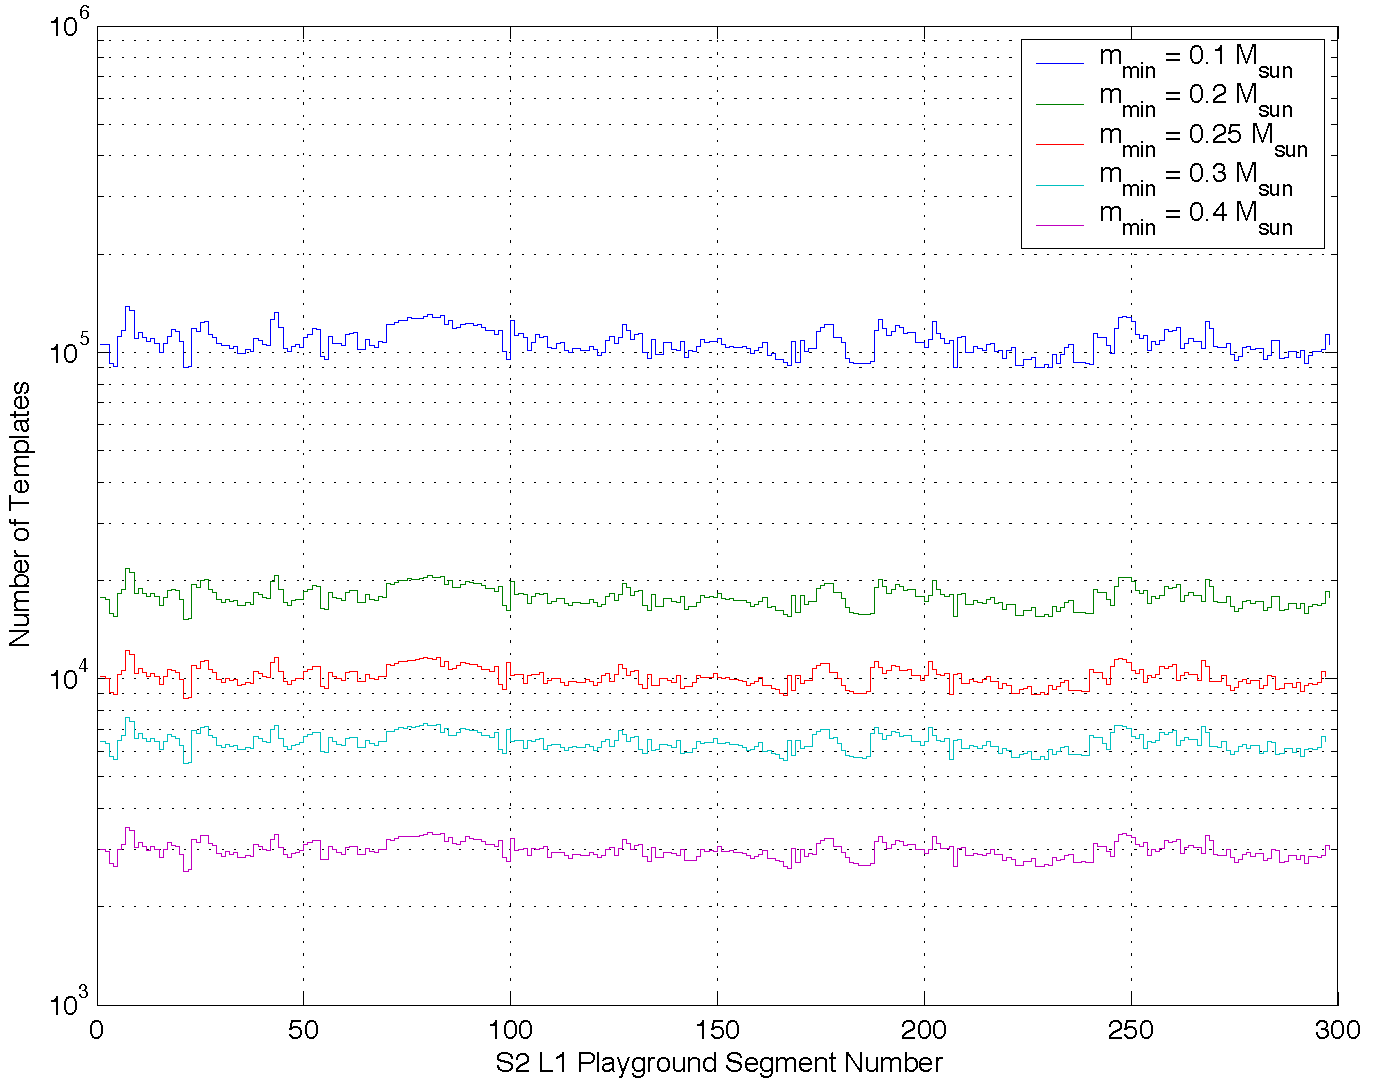 10^6
10^5
10^4
10^3
Number of Templates
m_min = 0.1 M_sun
m_min = 0.2 M_sun
m_min = 0.25 M_sun
m_min = 0.3 M_sun
m_min = 0.4 M_sun
0 50 100 150 200 250 300
S2 L1 Playground Segment Number